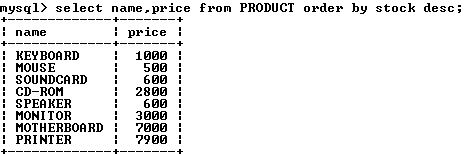 mysql> select name,price from PRODUCT order by stock desc;
+-------------+-------+
| name        | price |
+-------------+-------+
| KEYBOARD    |  1000 |
| MOUSE       |   500 |
| SOUNDCARD   |   600 |
| CD-ROM      |  2800 |
| SPEAKER     |   600 |
| MONITOR     |  3000 |
| MOTHERBOARD |  7000 |
| PRINTER     |  7900 |
+-------------+-------+